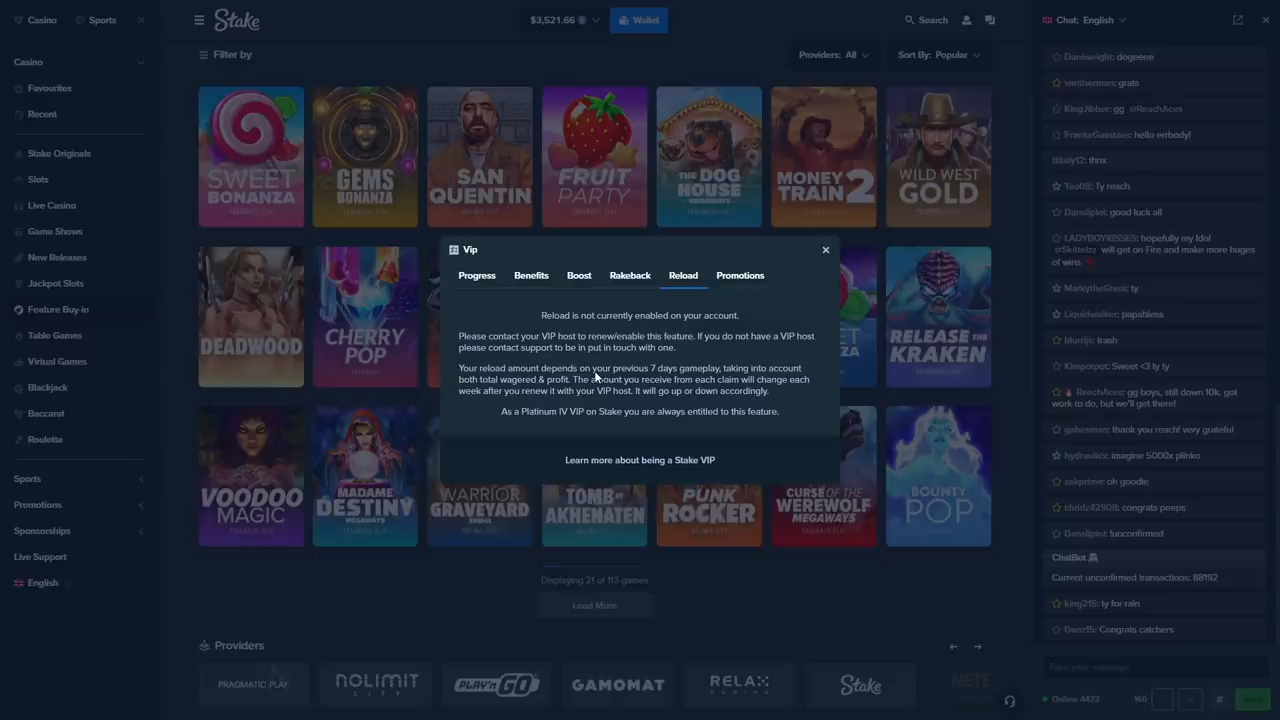 Casino
Sports
Stake
$3,521.66
Wallet
Search
Chat: English
Casino
Favourites
Recent
Stake Originals
Slots
Live Casino
Game Shows
New Releases
Jackpot Slots
Feature Buy-in
Table Games
Virtual Games
Blackjack
Baccarat
Roulette
Sports
Promotions
Sponsorships
Live Support
English
Filter by
Providers: All
Sort By: Popular
SWEET BONANZA
GEMS BONANZA
SAN QUENTIN
FRUIT PARTY
THE DOG HOUSE
MONEY TRAIN 2
WILD WEST GOLD
DEADWOOD
CHERRY POP
RELEASE THE KRAKEN
VOODOO MAGIC
MADAME DESTINY MEGAWAYS
WARRIOR GRAVEYARD
TOMB OF AKHENATEN
PUNK ROCKER
CURSE OF THE WEREWOLF MEGAWAYS
BOUNTY POP
Vip
Progress Benefits Boost Rakeback Reload Promotions
Reload is not currently enabled on your account.
Please contact your VIP host to renew/enable this feature. If you do not have a VIP host
please contact support to be in put in touch with one.
Your reload amount depends on your previous 7 days gameplay, taking into account
both total wagered & profit. The amount you receive from each claim will change each
week after you renew it with your VIP host. It will go up or down accordingly.
As a Platinum IV VIP on Stake you are always entitled to this feature.
Learn more about being a Stake VIP
Displaying 21 of 113 games
Load More
Providers
PRAGMATIC PLAY
NOLIMIT CITY
PLAY'n GO
GAMOMAT
RELAX GAMING
Stake
NETE
Dankwright: dogeeee
vantherman: grats
KingJibber: gg @ReachAces
FrankeGambles: hello errbody!
thnx
Teo08: Ty reach
good luck all
LADYBOYKISSES: hopefully my Idol
will get on Fire and make more huges
of wins
MarkytheGreat: ty
Liquidwalker: papabless
blurrijs: trash
Kimporpot: Sweet <3 ty ty
ReachAces: gg boys, still down 10k, got
work to do, but we'll get there!
gabesman: thank you reach! very grateful
hydraulics: imagine 5000x plinko
zakprime: oh goodie
chridz42908: congrats peeps
!unconfirmed
ChatBot
Current unconfirmed transactions: 88192
king215: ty for rain
Danz15: Congrats catchers
Type your message
Online: 4423
160